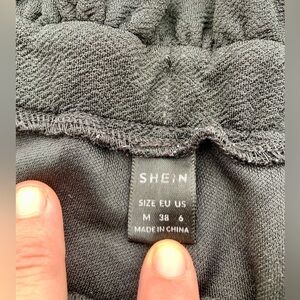 SHEIN
SIZE EU US
M 38 6
MADE IN CHINA